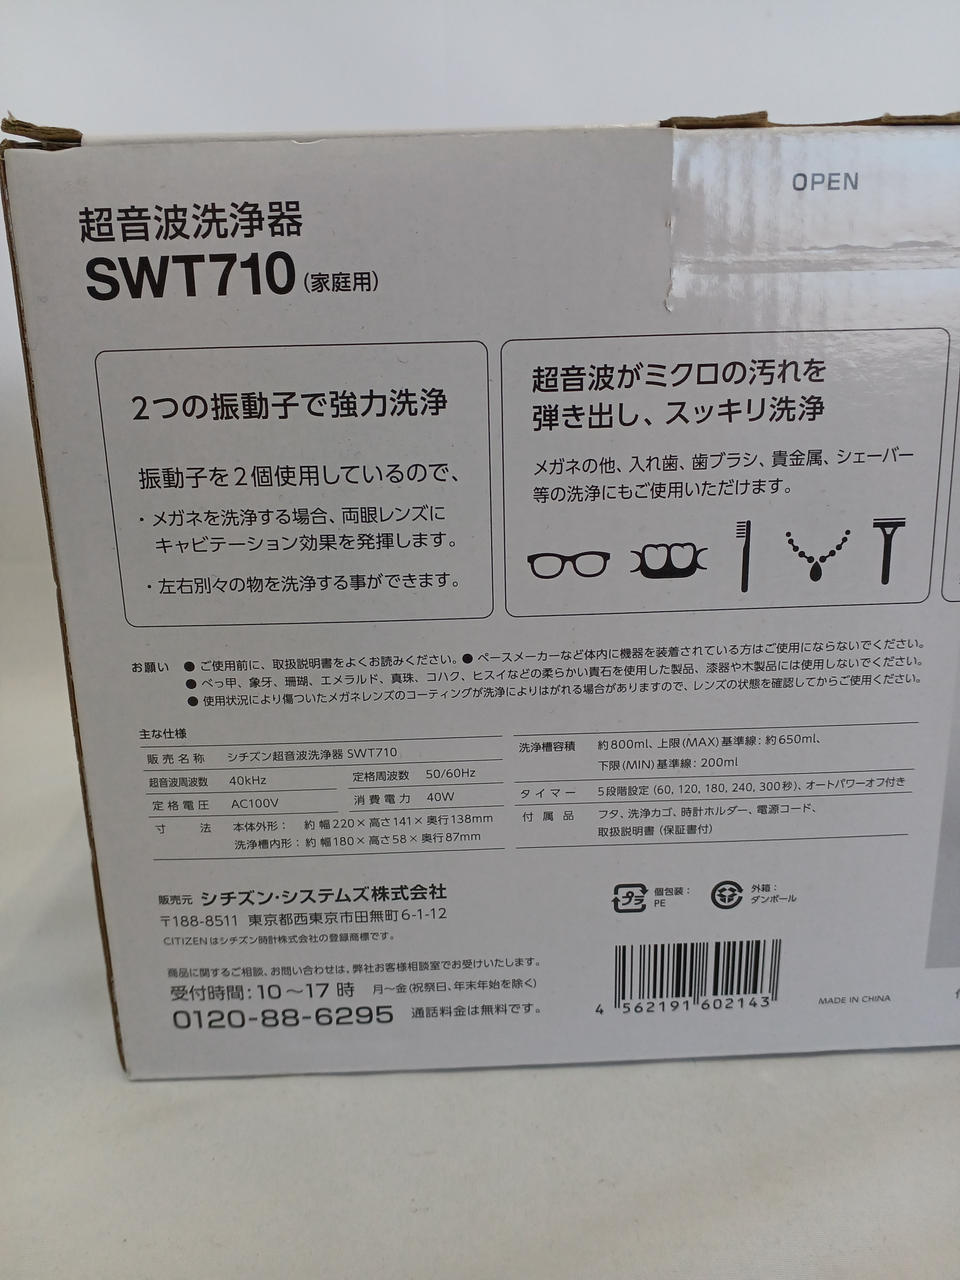 OPEN
超音波洗浄器
SWT710(家庭用)
2つの振動子で強力洗浄
振動子を2個使用しているので、
・メガネを洗浄する場合、両眼レンズに
キャビテーション効果を発揮します。
・左右別々の物を洗浄する事ができます。
超音波がミクロの汚れを
弾き出し、スッキリ洗浄
メガネの他、入れ歯、歯ブラシ、貴金属、シェーバー
等の洗浄にもご使用いただけます。
お願い ●ご使用前に、取扱説明書をよくお読みください。●ペースメーカーなど体内に機器を装着されている方はご使用にならないでください。
●べっ甲、象牙、珊瑚、エメラルド、真珠、コハク、ヒスイなどの柔らかい貴石を使用した製品、漆器や木製品には使用しないでください。
●使用状況により傷ついたメガネレンズのコーティングが洗浄によりはがれる場合がありますので、レンズの状態を確認してからご使用ください。
主な仕様
販売名称 シチズン超音波洗浄器 SWT710
超音波周波数 40kHz 定格周波数 50/60Hz
定格電圧 AC100V 消費電力 40W
寸法 本体外形: 約 幅220×高さ141×奥行138mm
洗浄槽内形:約 幅180×高さ58×奥行87mm
洗浄槽容積 約800ml、上限(MAX)基準線:約650ml、
下限(MIN)基準線:200ml
タイマー 5段階設定(60, 120, 180, 240, 300秒)、オートパワーオフ付き
付属品 フタ、洗浄カゴ、時計ホルダー、電源コード、
取扱説明書(保証書付)
販売元 シチズン・システムズ株式会社
〒188-8511 東京都西東京市田無町6-1-12
CITIZENはシチズン時計株式会社の登録商標です。
商品に関するご相談、お問い合わせは、弊社お客様相談室でお受けいたします。
受付時間:10〜17時 月〜金(祝祭日、年末年始を除く)
0120-88-6295 通話料金は無料です。
プラ 個包装:
PE
外箱:
ダンボール
4 562191 602143
MADE IN CHINA